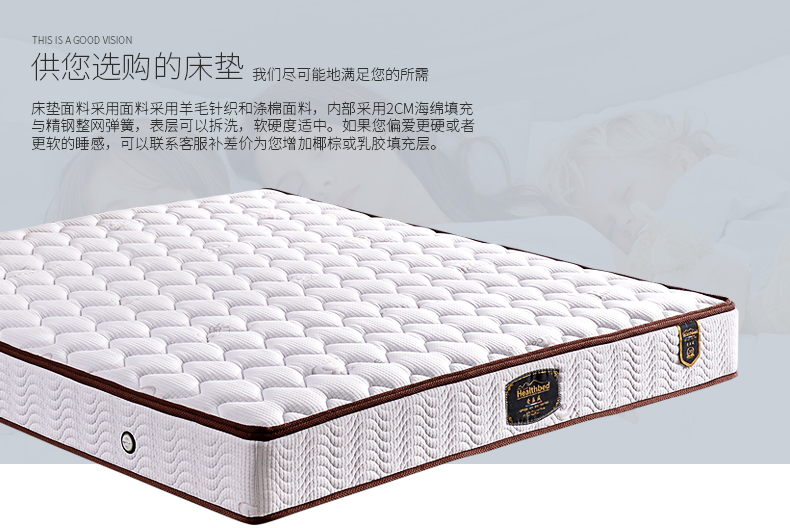 THIS IS A GOOD VISION
供您选购的床垫 我们尽可能地满足您的所需
床垫面料采用面料采用羊毛针织和涤棉面料，内部采用2CM海绵填充
与精钢整网弹簧，表层可以拆洗，软硬度适中。如果您偏爱更硬或者
更软的睡感，可以联系客服补差价为您增加椰棕或乳胶填充层。
Healthbed